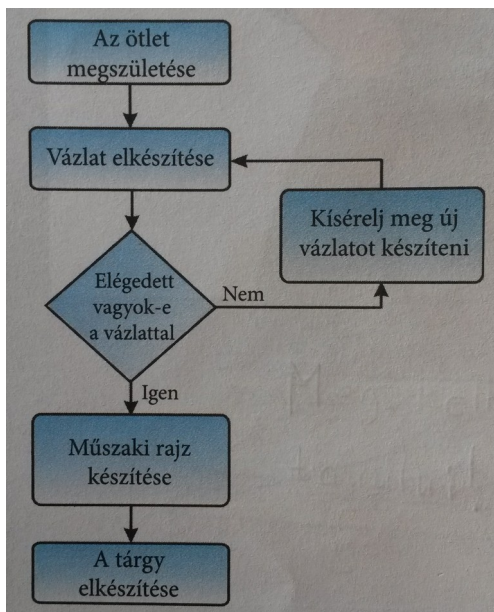 Az ötlet
megszületése
Vázlat elkészítése
Kísérelj meg új
vázlatot készíteni
Elégedett
vagyok-e
a vázlattal
Nem
Igen
Műszaki rajz
készítése
A tárgy
elkészítése